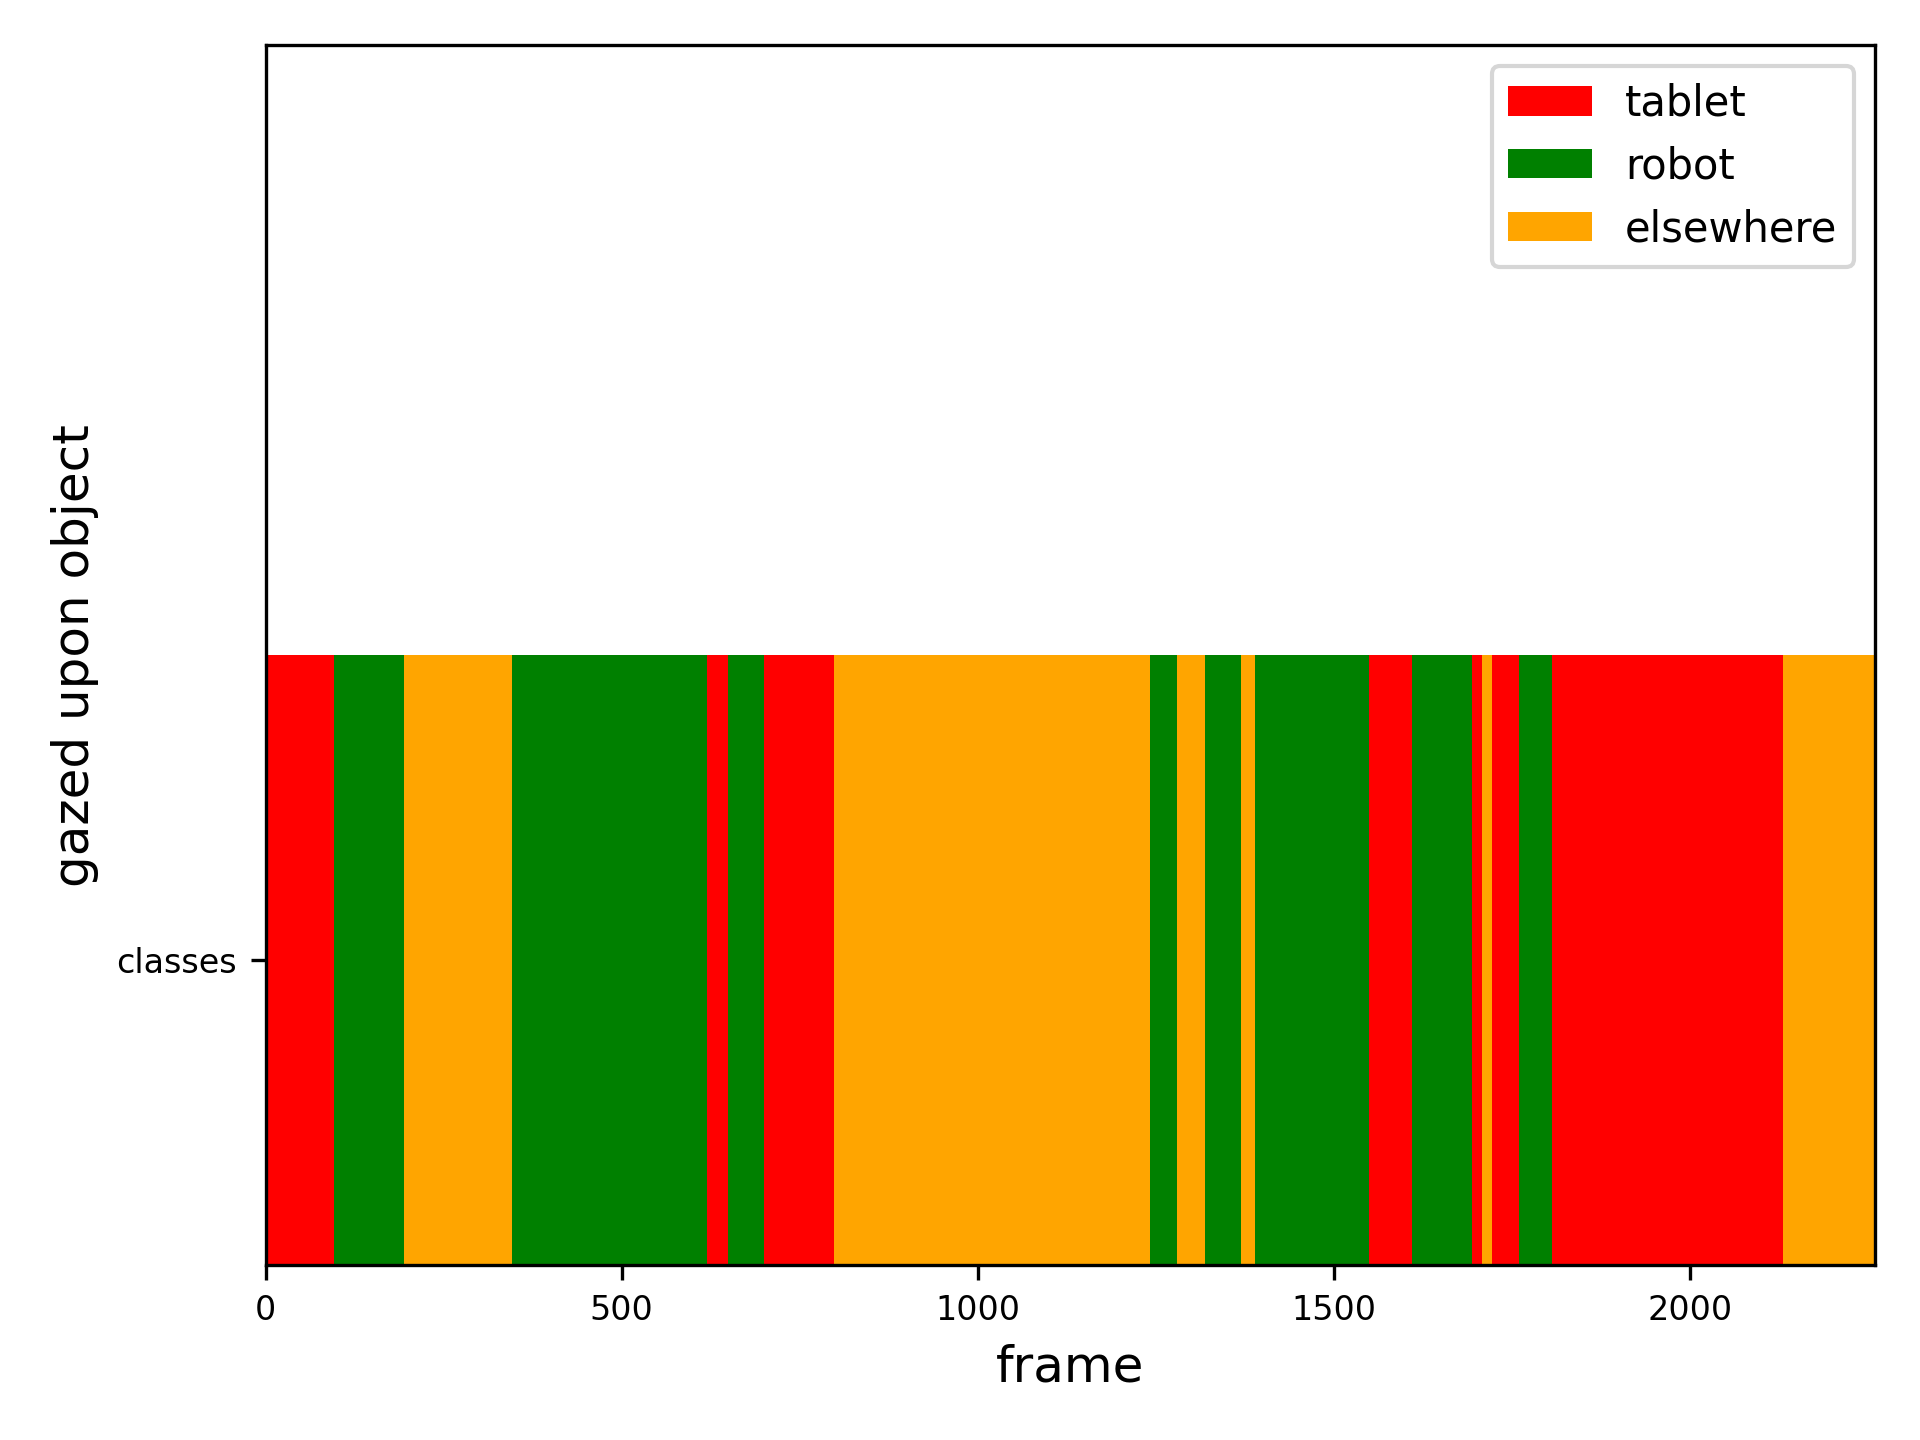 tablet
robot
elsewhere
gazed upon object
classes
0 500 1000 1500 2000
frame